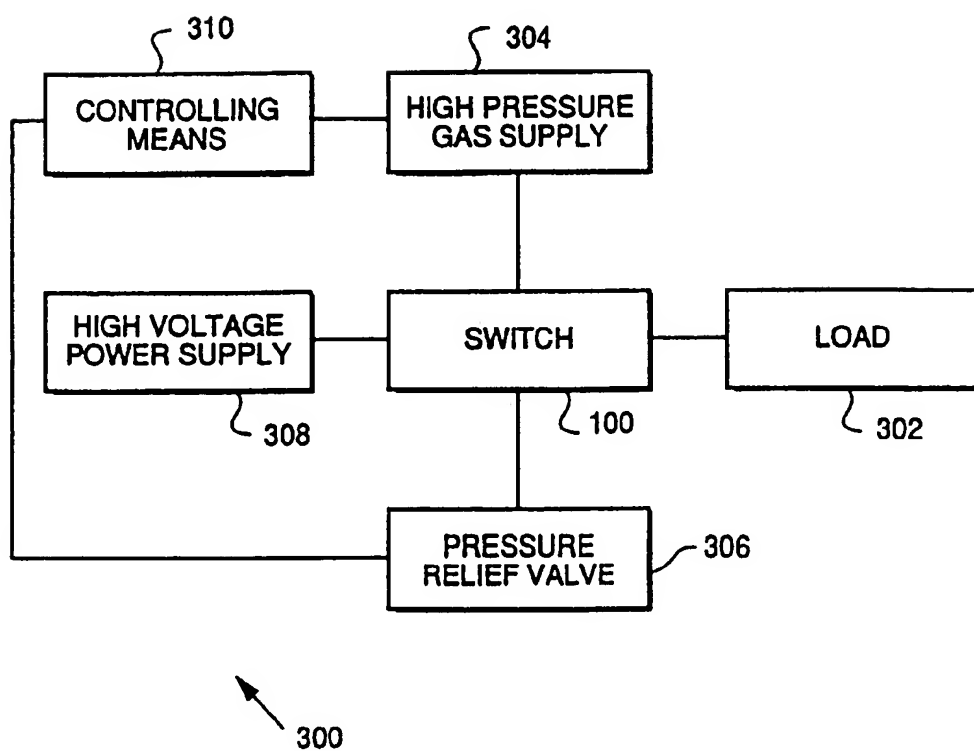 310
304
CONTROLLING
MEANS
HIGH PRESSURE
GAS SUPPLY
HIGH VOLTAGE
POWER SUPPLY
SWITCH
LOAD
308
100
302
PRESSURE
RELIEF VALVE
306
300